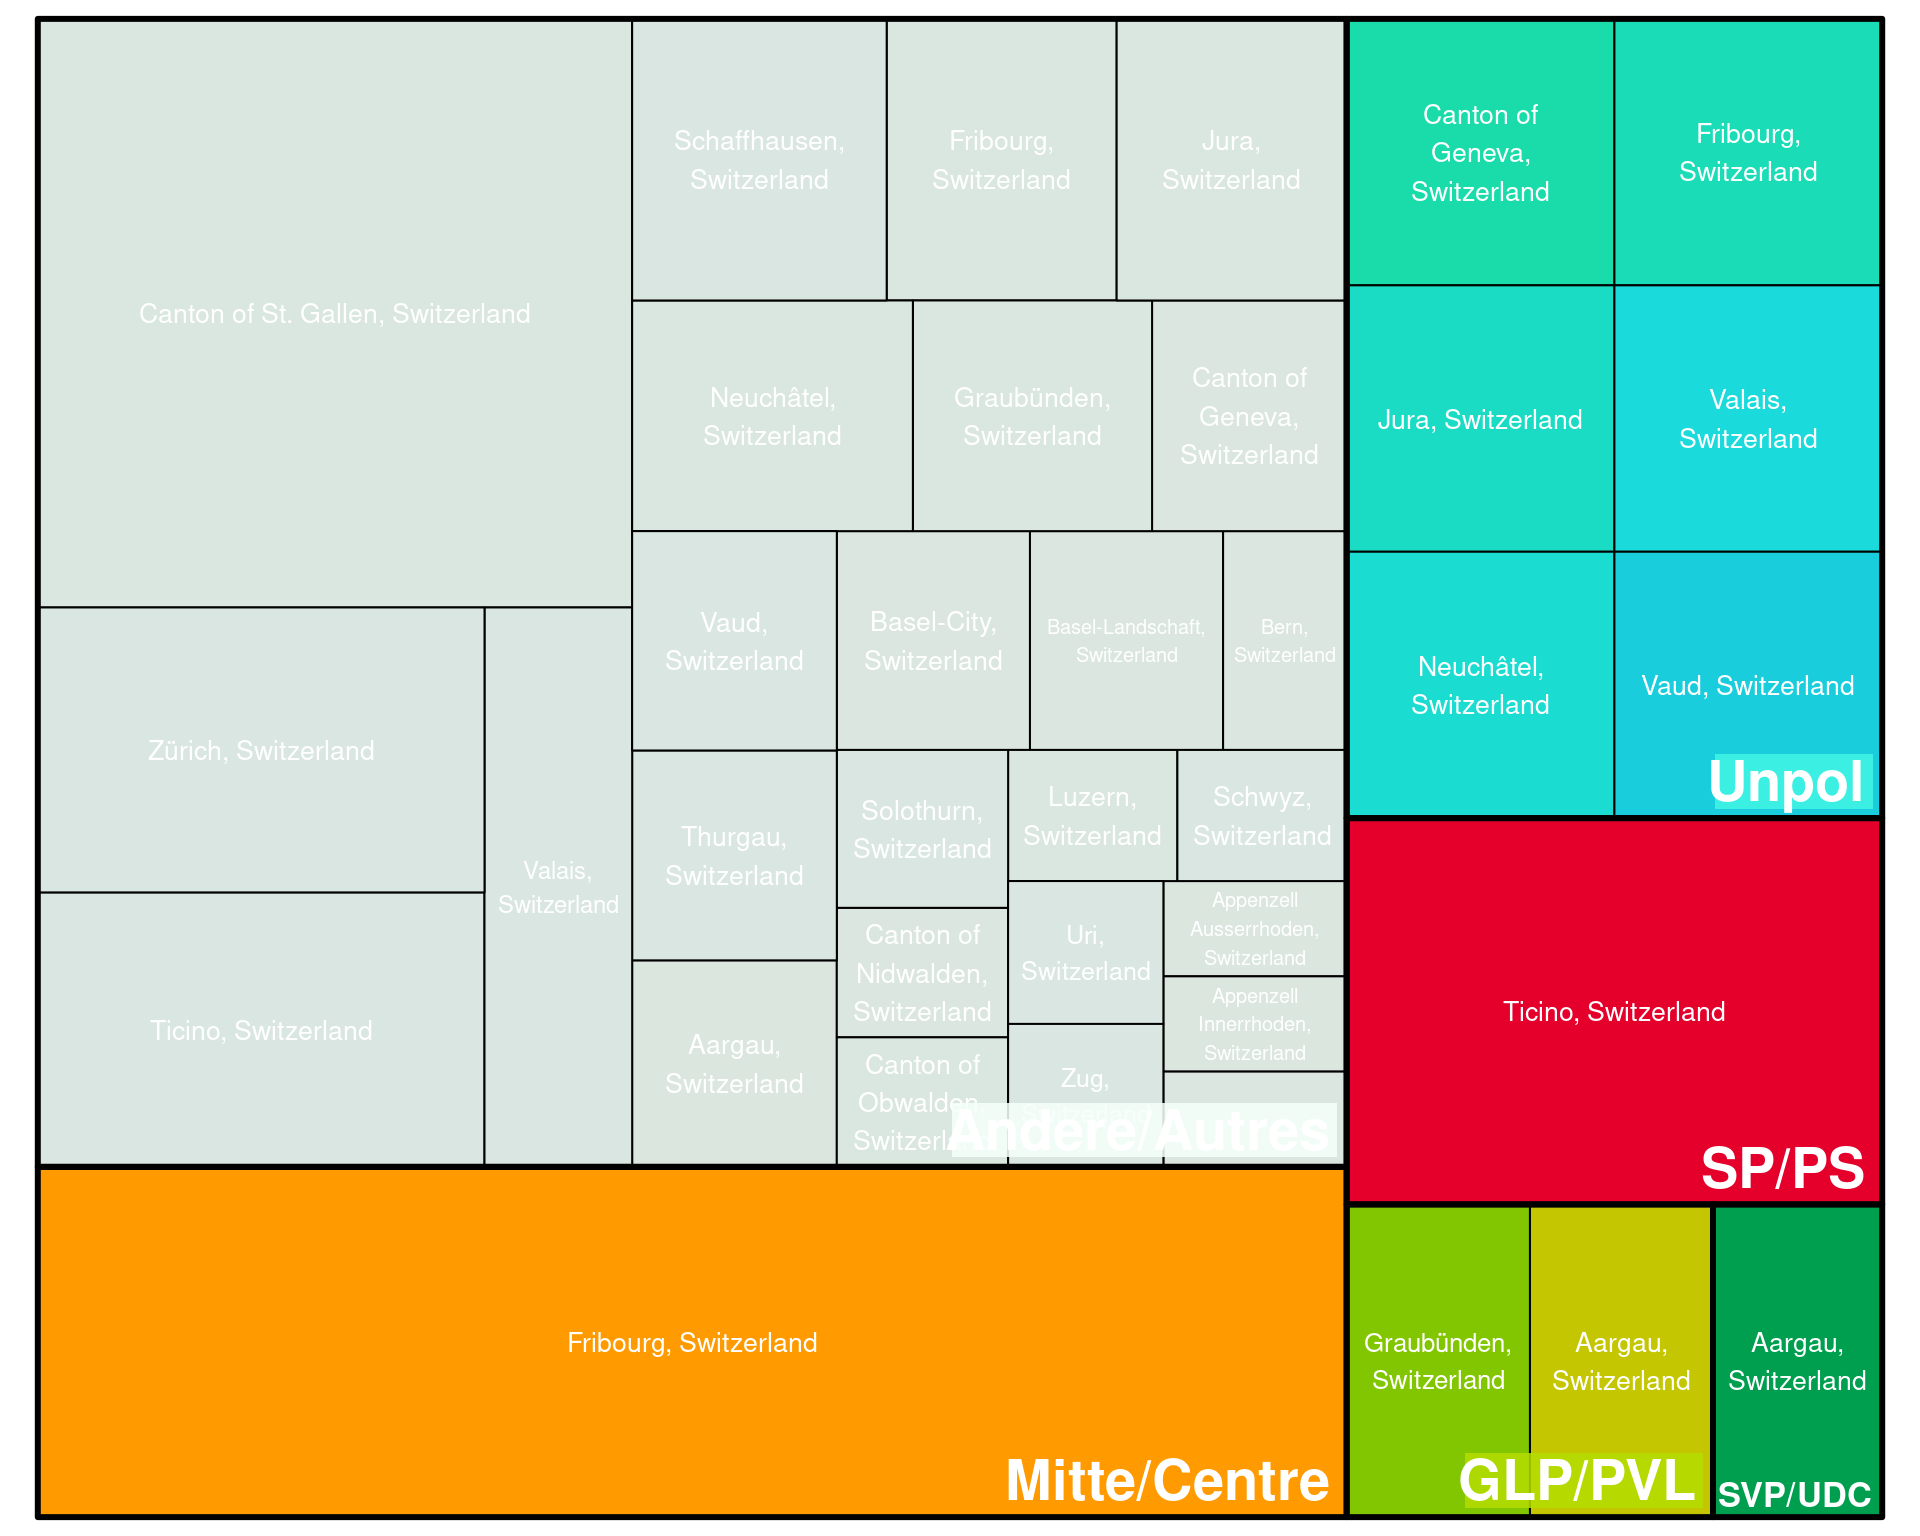 Canton of St. Gallen, Switzerland
Schaffhausen,
Switzerland
Fribourg,
Switzerland
Jura,
Switzerland
Neuchâtel,
Switzerland
Graubünden,
Switzerland
Canton of
Geneva,
Switzerland
Zürich, Switzerland
Ticino, Switzerland
Valais,
Switzerland
Vaud,
Switzerland
Basel-City,
Switzerland
Basel-Landschaft,
Switzerland
Bern,
Switzerland
Thurgau,
Switzerland
Aargau,
Switzerland
Solothurn,
Switzerland
Luzern,
Switzerland
Schwyz,
Switzerland
Canton of
Nidwalden,
Switzerland
Uri,
Switzerland
Appenzell
Ausserrhoden,
Switzerland
Appenzell
Innerrhoden,
Switzerland
Canton of
Obwalden,
Zug,
Andere/Autres
Fribourg, Switzerland
Mitte/Centre
Canton of
Geneva,
Switzerland
Fribourg,
Switzerland
Jura, Switzerland
Valais,
Switzerland
Neuchâtel,
Switzerland
Vaud, Switzerland
Unpol
Ticino, Switzerland
SP/PS
Graubünden,
Switzerland
Aargau,
Switzerland
GLP/PVL
Aargau,
Switzerland
SVP/UDC